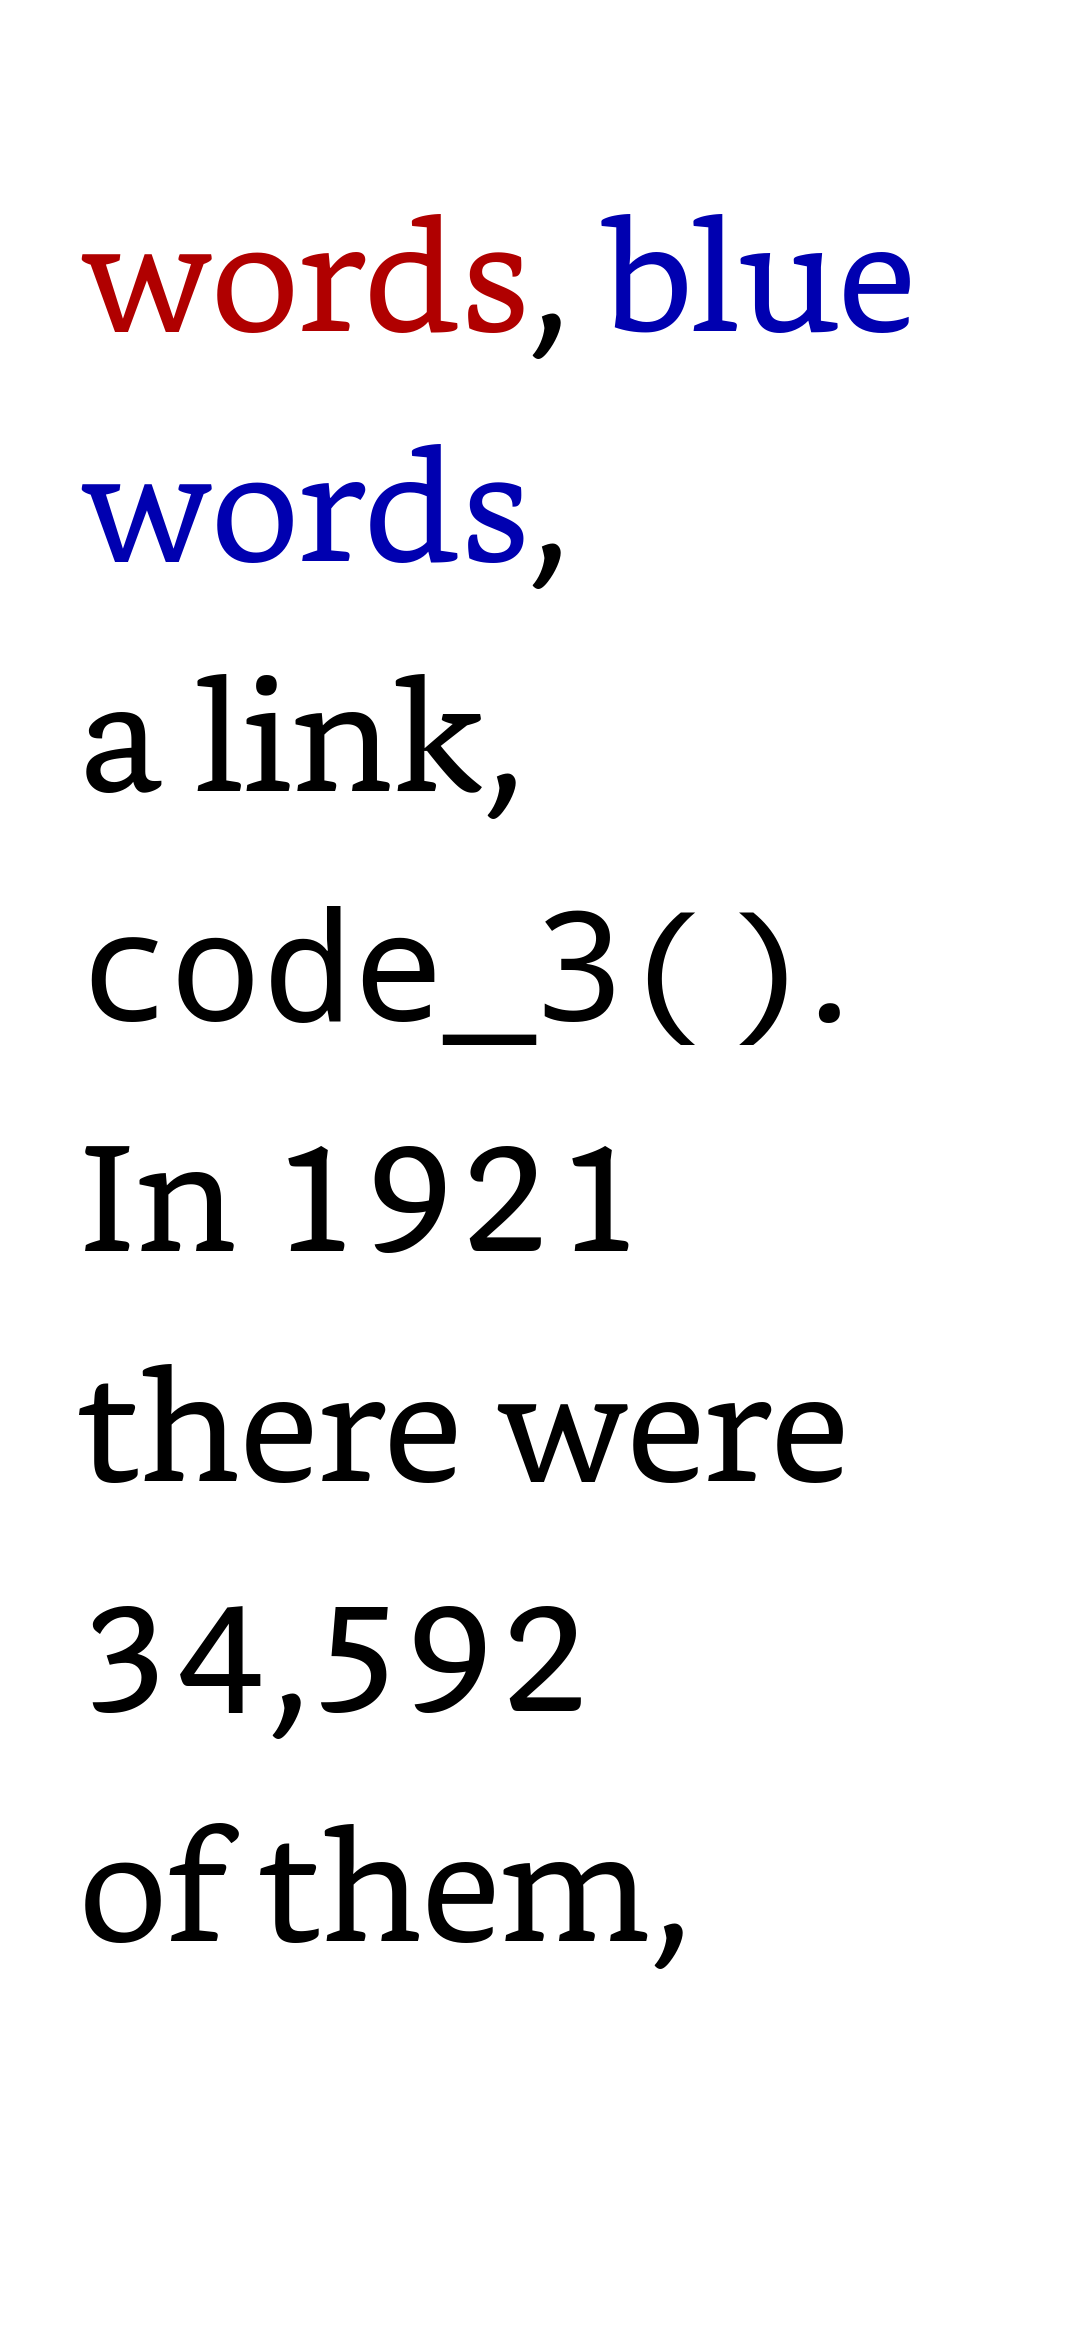 words, blue
words,
a link,
code_3().
In 1921
there were
34,592
of them,